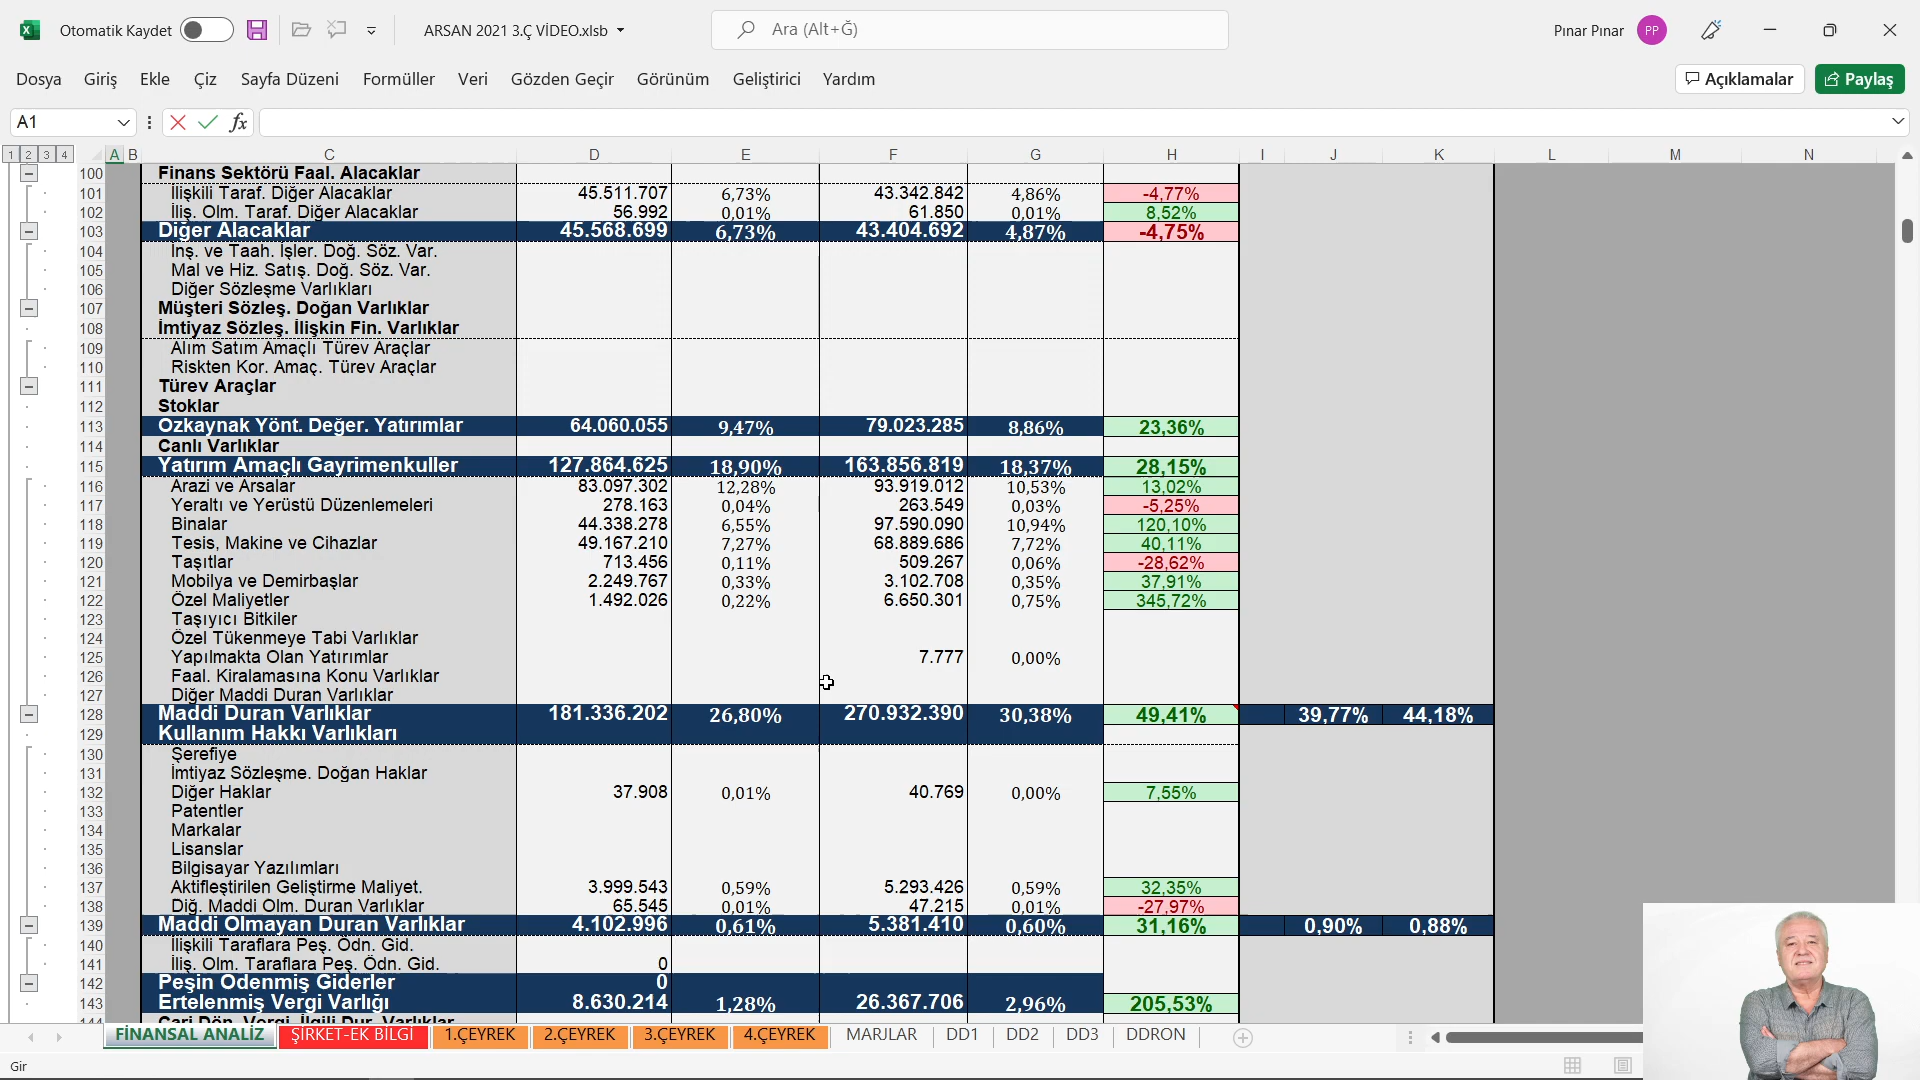 Otomatik Kaydet ARSAN 2021 3.Ç VİDEO.xlsb Ara (Alt+Ğ) Pınar Pınar PP
Dosya Giriş Ekle Çiz Sayfa Düzeni Formüller Veri Gözden Geçir Görünüm Geliştirici Yardım Açıklamalar Paylaş
A1 fx
1 2 3 4 A B C D E F G H I J K L M N
100 Finans Sektörü Faal. Alacaklar
101 İlişkili Taraf. Diğer Alacaklar 45.511.707 6,73% 43.342.842 4,86% -4,77%
102 İliş. Olm. Taraf. Diğer Alacaklar 56.992 0,01% 61.850 0,01% 8,52%
103 Diğer Alacaklar 45.568.699 6,73% 43.404.692 4,87% -4,75%
104 İnş. ve Taah. İşler. Doğ. Söz. Var.
105 Mal ve Hiz. Satış. Doğ. Söz. Var.
106 Diğer Sözleşme Varlıkları
107 Müşteri Sözleş. Doğan Varlıklar
108 İmtiyaz Sözleş. İlişkin Fin. Varlıklar
109 Alım Satım Amaçlı Türev Araçlar
110 Riskten Kor. Amaç. Türev Araçlar
111 Türev Araçlar
112 Stoklar
113 Özkaynak Yönt. Değer. Yatırımlar 64.060.055 9,47% 79.023.285 8,86% 23,36%
114 Canlı Varlıklar
115 Yatırım Amaçlı Gayrimenkuller 127.864.625 18,90% 163.856.819 18,37% 28,15%
116 Arazi ve Arsalar 83.097.302 12,28% 93.919.012 10,53% 13,02%
117 Yeraltı ve Yerüstü Düzenlemeleri 278.163 0,04% 263.549 0,03% -5,25%
118 Binalar 44.338.278 6,55% 97.590.090 10,94% 120,10%
119 Tesis, Makine ve Cihazlar 49.167.210 7,27% 68.889.686 7,72% 40,11%
120 Taşıtlar 713.456 0,11% 509.267 0,06% -28,62%
121 Mobilya ve Demirbaşlar 2.249.767 0,33% 3.102.708 0,35% 37,91%
122 Özel Maliyetler 1.492.026 0,22% 6.650.301 0,75% 345,72%
123 Taşıyıcı Bitkiler
124 Özel Tükenmeye Tabi Varlıklar
125 Yapılmakta Olan Yatırımlar 7.777 0,00%
126 Faal. Kiralamasına Konu Varlıklar
127 Diğer Maddi Duran Varlıklar
128 Maddi Duran Varlıklar 181.336.202 26,80% 270.932.390 30,38% 49,41% 39,77% 44,18%
129 Kullanım Hakkı Varlıkları
130 Şerefiye
131 İmtiyaz Sözleşme. Doğan Haklar
132 Diğer Haklar 37.908 0,01% 40.769 0,00% 7,55%
133 Patentler
134 Markalar
135 Lisanslar
136 Bilgisayar Yazılımları
137 Aktifleştirilen Geliştirme Maliyet. 3.999.543 0,59% 5.293.426 0,59% 32,35%
138 Diğ. Maddi Olm. Duran Varlıklar 65.545 0,01% 47.215 0,01% -27,97%
139 Maddi Olmayan Duran Varlıklar 4.102.996 0,61% 5.381.410 0,60% 31,16% 0,90% 0,88%
140 İlişkili Taraflara Peş. Ödn. Gid.
141 İliş. Olm. Taraflara Peş. Ödn. Gid. 0
142 Peşin Ödenmiş Giderler 0
143 Ertelenmiş Vergi Varlığı 8.630.214 1,28% 26.367.706 2,96% 205,53%
144 Cari Dön. Vergi. İlgili Dur. Varlıklar
FİNANSAL ANALİZ ŞİRKET-EK BİLGİ 1.ÇEYREK 2.ÇEYREK 3.ÇEYREK 4.ÇEYREK MARJLAR DD1 DD2 DD3 DDRON
Gir